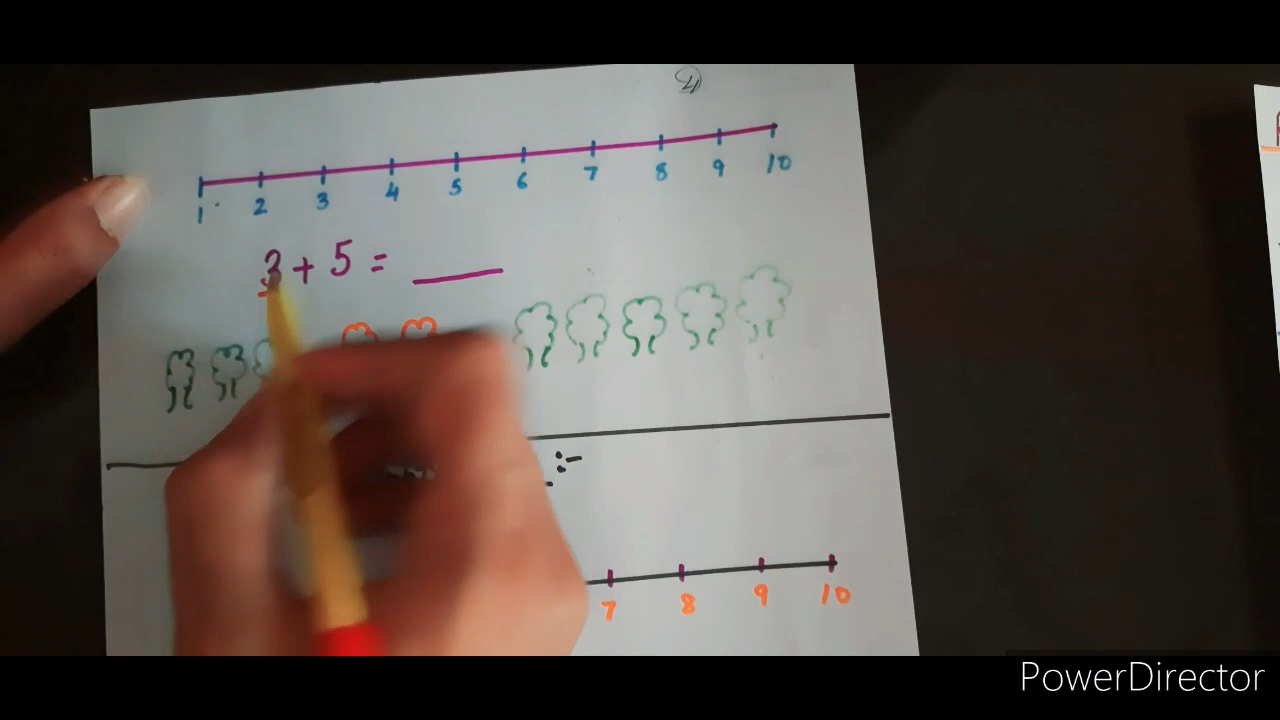 1 2 3 4 5 6 7 8 9 10
3 + 5 = ____
:-
7 8 9 10
PowerDirector